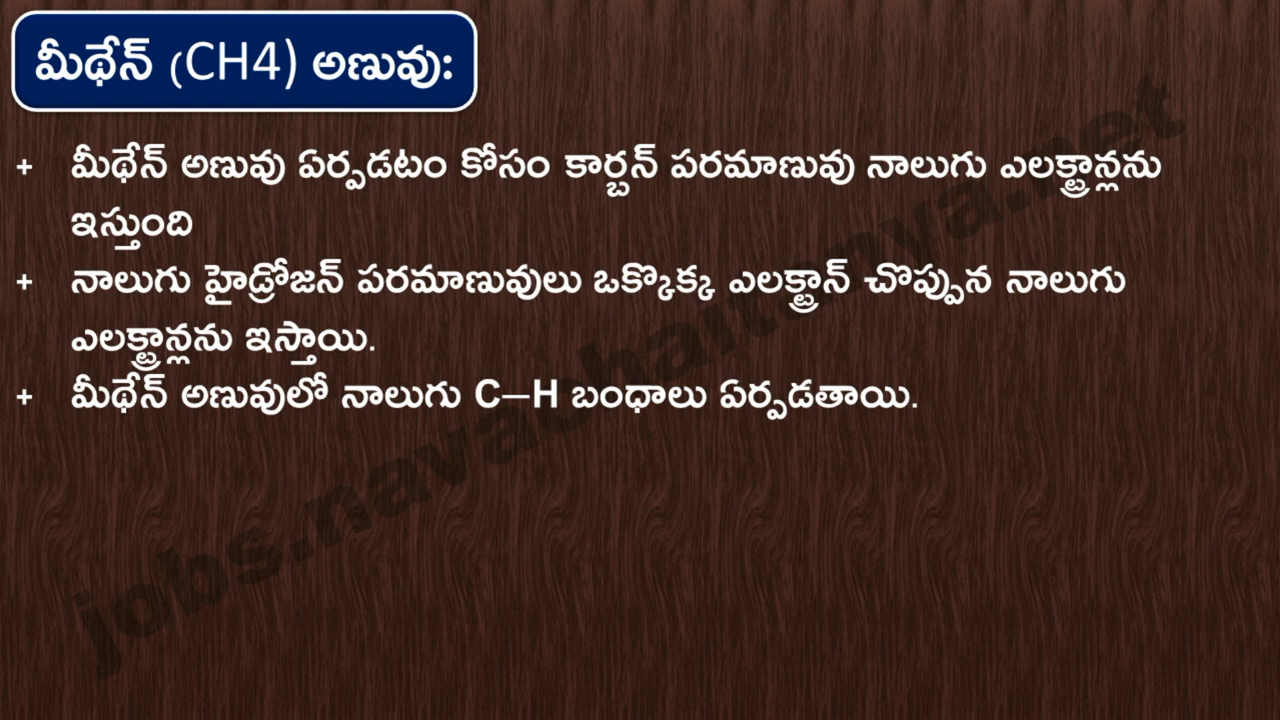 మీథేన్ (CH4) అణువు:
+ మీథేన్ అణువు ఏర్పడటం కోసం కార్బన్ పరమాణువు నాలుగు ఎలక్ట్రాన్లను
ఇస్తుంది
+ నాలుగు హైడ్రోజన్ పరమాణువులు ఒక్కొక్క ఎలక్ట్రాన్ చొప్పున నాలుగు
ఎలక్ట్రాన్లను ఇస్తాయి.
+ మీథేన్ అణువులో నాలుగు C—H బంధాలు ఏర్పడతాయి.
jobs.navachaitanya.net